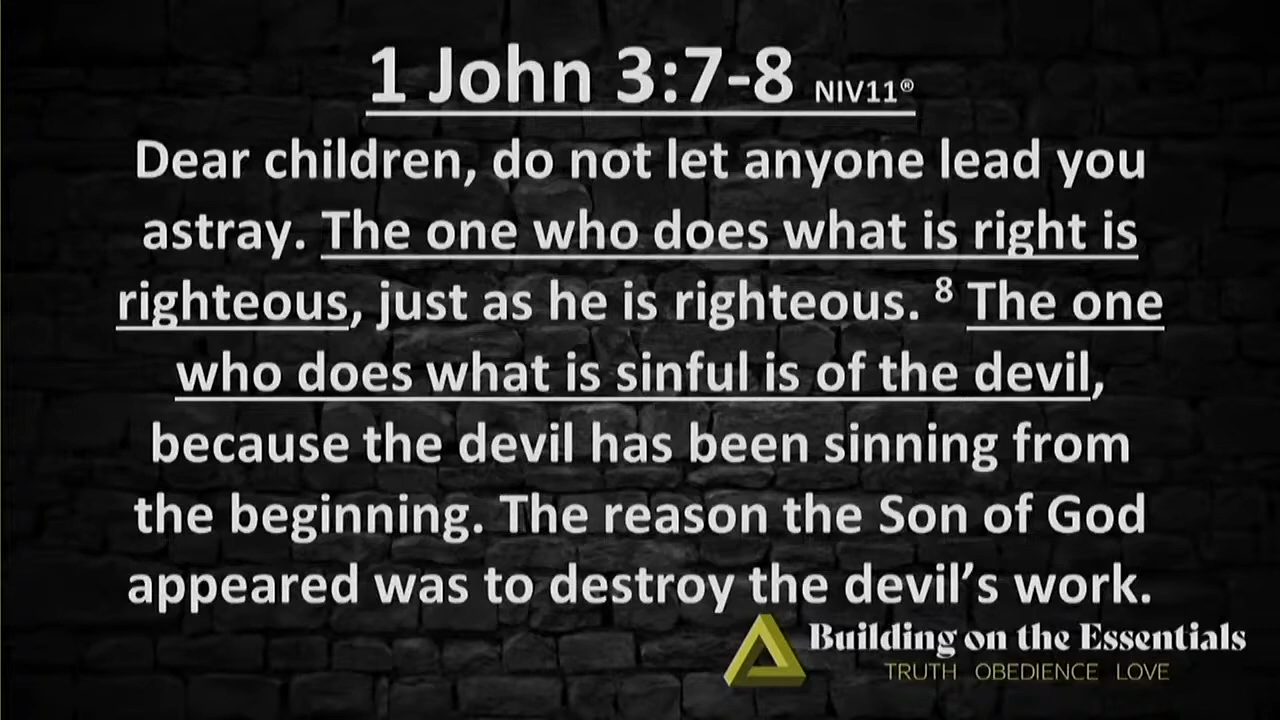 1 John 3:7-8 NIV11®
Dear children, do not let anyone lead you
astray. The one who does what is right is
righteous, just as he is righteous. ⁸ The one
who does what is sinful is of the devil,
because the devil has been sinning from
the beginning. The reason the Son of God
appeared was to destroy the devil’s work.
Building on the Essentials
TRUTH OBEDIENCE LOVE